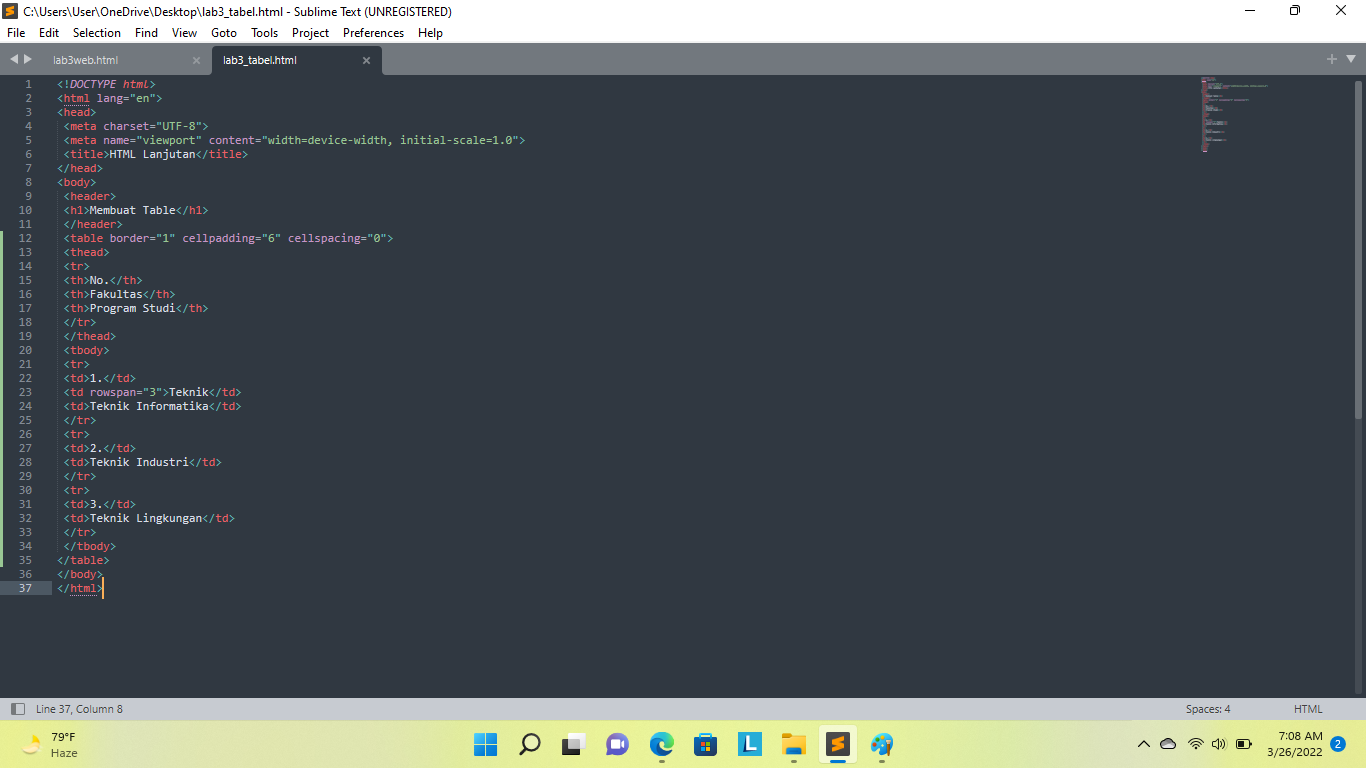 C:\Users\User\OneDrive\Desktop\lab3_tabel.html - Sublime Text (UNREGISTERED)
File Edit Selection Find View Goto Tools Project Preferences Help
lab3web.html lab3_tabel.html
1 <!DOCTYPE html>
2 <html lang="en">
3 <head>
4 <meta charset="UTF-8">
5 <meta name="viewport" content="width=device-width, initial-scale=1.0">
6 <title>HTML Lanjutan</title>
7 </head>
8 <body>
9 <header>
10 <h1>Membuat Table</h1>
11 </header>
12 <table border="1" cellpadding="6" cellspacing="0">
13 <thead>
14 <tr>
15 <th>No.</th>
16 <th>Fakultas</th>
17 <th>Program Studi</th>
18 </tr>
19 </thead>
20 <tbody>
21 <tr>
22 <td>1.</td>
23 <td rowspan="3">Teknik</td>
24 <td>Teknik Informatika</td>
25 </tr>
26 <tr>
27 <td>2.</td>
28 <td>Teknik Industri</td>
29 </tr>
30 <tr>
31 <td>3.</td>
32 <td>Teknik Lingkungan</td>
33 </tr>
34 </tbody>
35 </table>
36 </body>
37 </html>
Line 37, Column 8 Spaces: 4 HTML
79°F
Haze
L
7:08 AM
3/26/2022
2